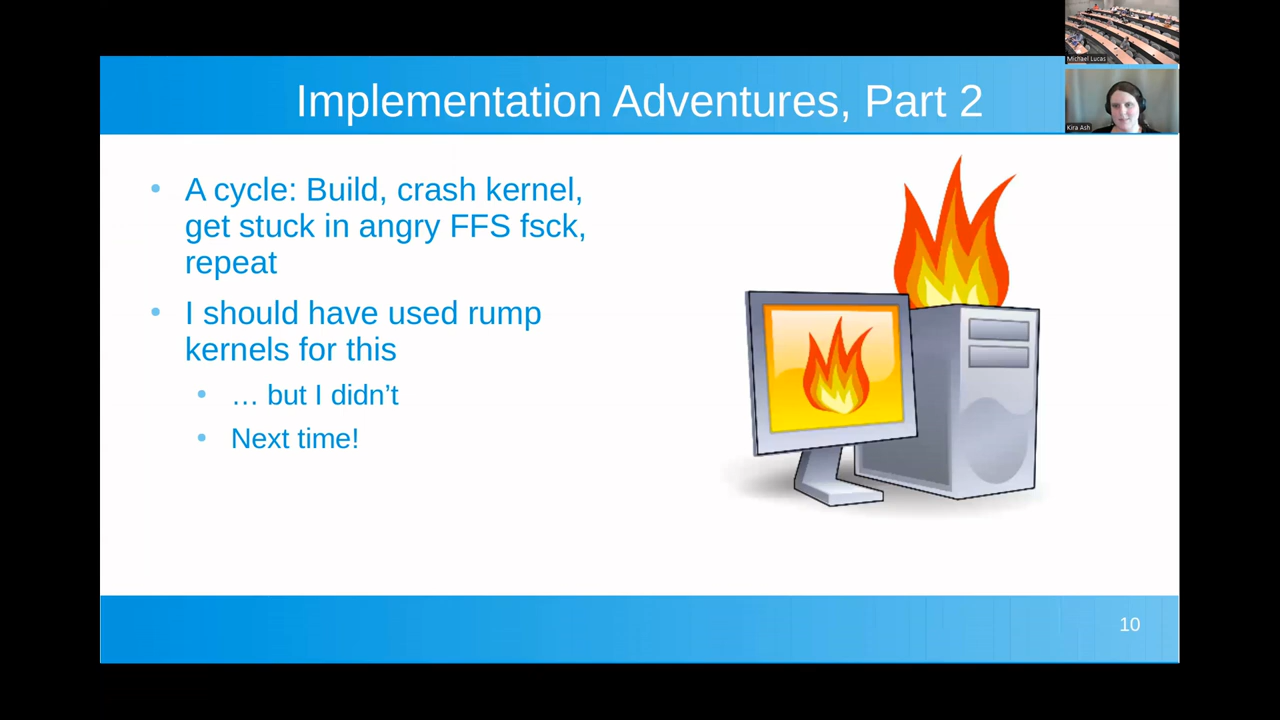 Michael Lucas
Implementation Adventures, Part 2
Kira Ash
A cycle: Build, crash kernel,
get stuck in angry FFS fsck,
repeat
I should have used rump
kernels for this
… but I didn’t
Next time!
10